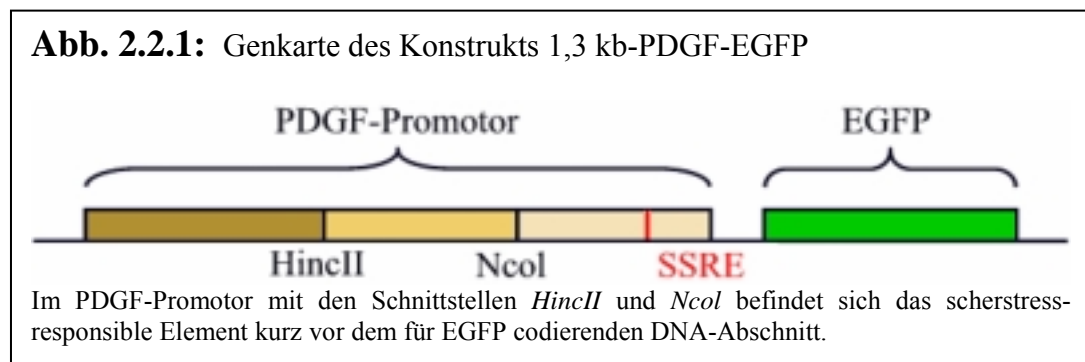 Abb. 2.2.1: Genkarte des Konstrukts 1,3 kb-PDGF-EGFP
PDGF-Promotor EGFP
HincII Ncol SSRE
Im PDGF-Promotor mit den Schnittstellen HincII und Ncol befindet sich das scherstress-
responsible Element kurz vor dem für EGFP codierenden DNA-Abschnitt.